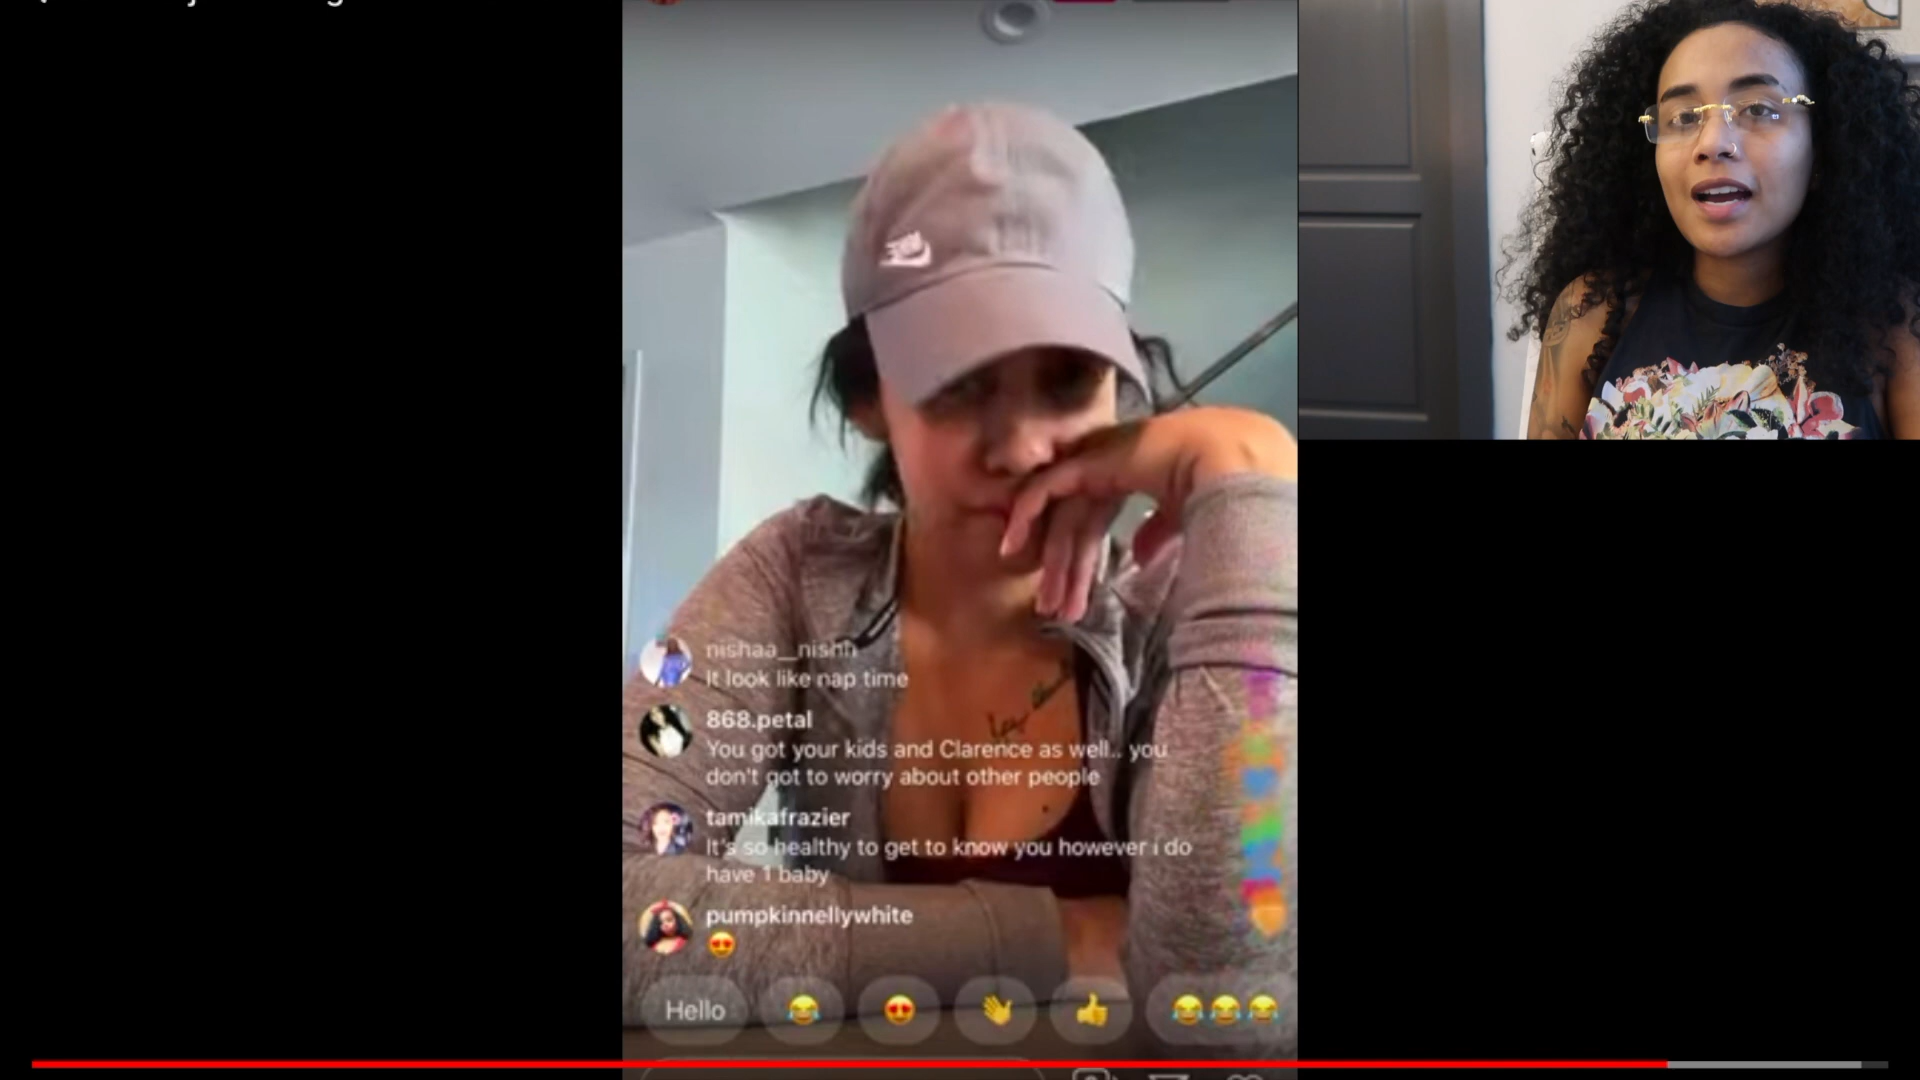 nishaa__nishh
It look like nap time
868.petal
You got your kids and Clarence as well.. you
don't got to worry about other people
tamikafrazier
It's so healthy to get to know you however i do
have 1 baby
pumpkinnellywhite
😍
Hello 😂 😍 👋 👍 😂😂😂